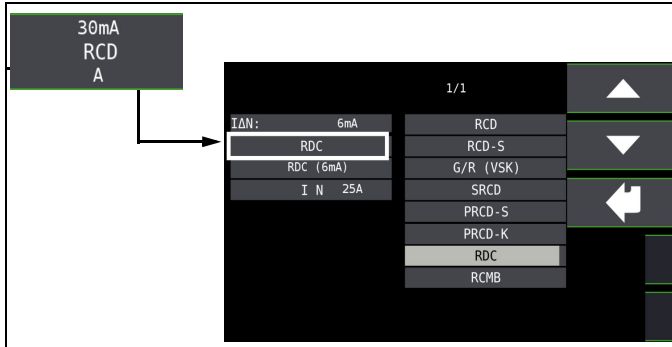 30mA
RCD
A
1/1
IΔN: 6mA
RDC
RDC (6mA)
I N 25A
RCD
RCD-S
G/R (VSK)
SRCD
PRCD-S
PRCD-K
RDC
RCMB